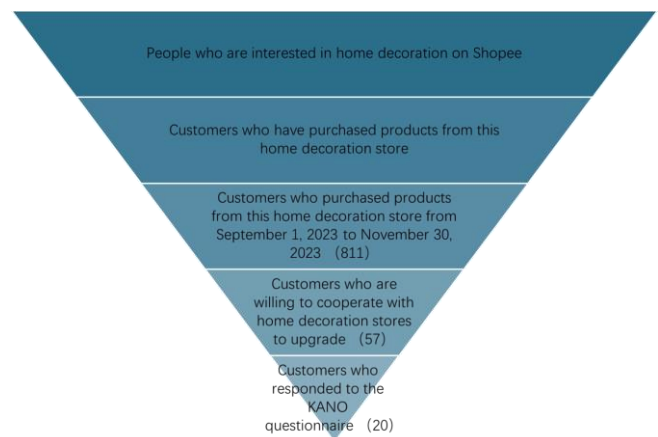 People who are interested in home decoration on Shopee
Customers who have purchased products from this
home decoration store
Customers who purchased products
from this home decoration store from
September 1, 2023 to November 30,
2023 （811）
Customers who are
willing to cooperate with
home decoration stores
to upgrade （57）
Customers who
responded to the
KANO
questionnaire （20）